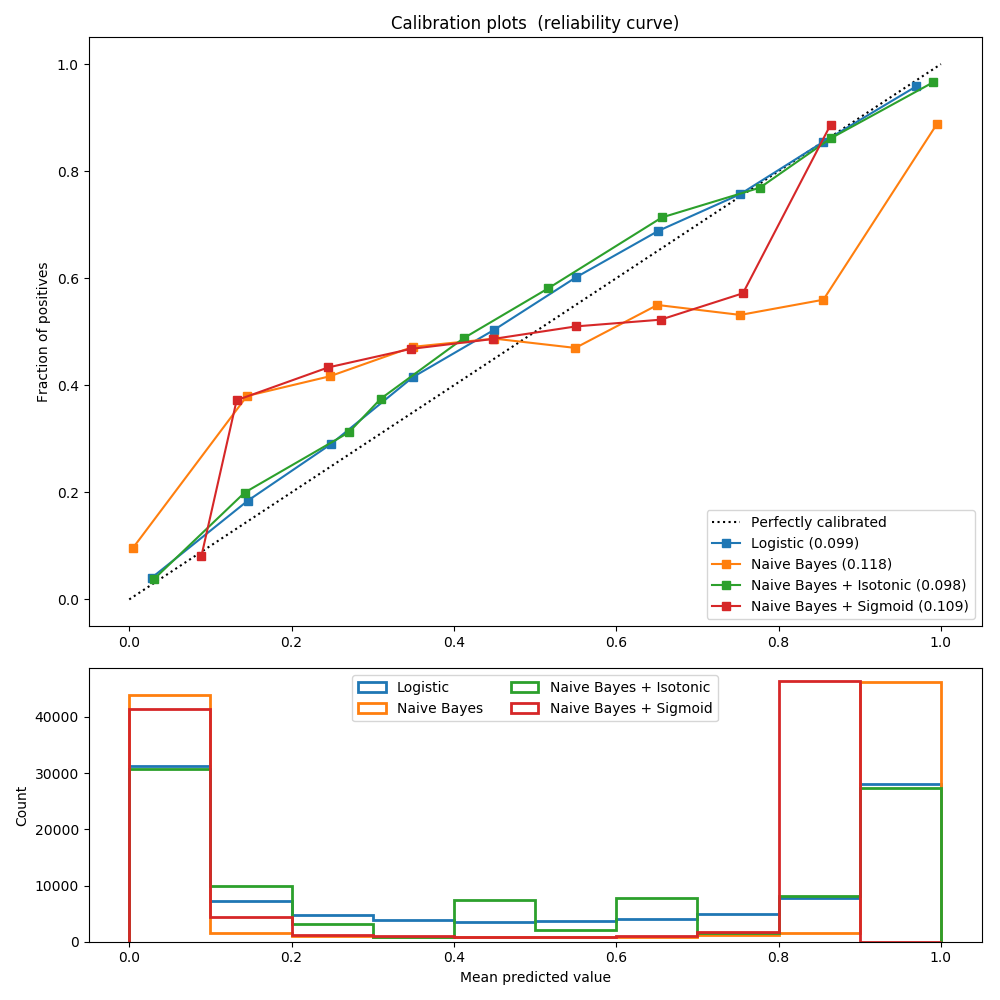 Calibration plots  (reliability curve)
1.0
0.8
0.6
0.4
0.2
0.0
Fraction of positives
Perfectly calibrated
Logistic (0.099)
Naive Bayes (0.118)
Naive Bayes + Isotonic (0.098)
Naive Bayes + Sigmoid (0.109)
0.0 0.2 0.4 0.6 0.8 1.0
Logistic
Naive Bayes
Naive Bayes + Isotonic
Naive Bayes + Sigmoid
40000
30000
20000
10000
0
Count
0.0 0.2 0.4 0.6 0.8 1.0
Mean predicted value